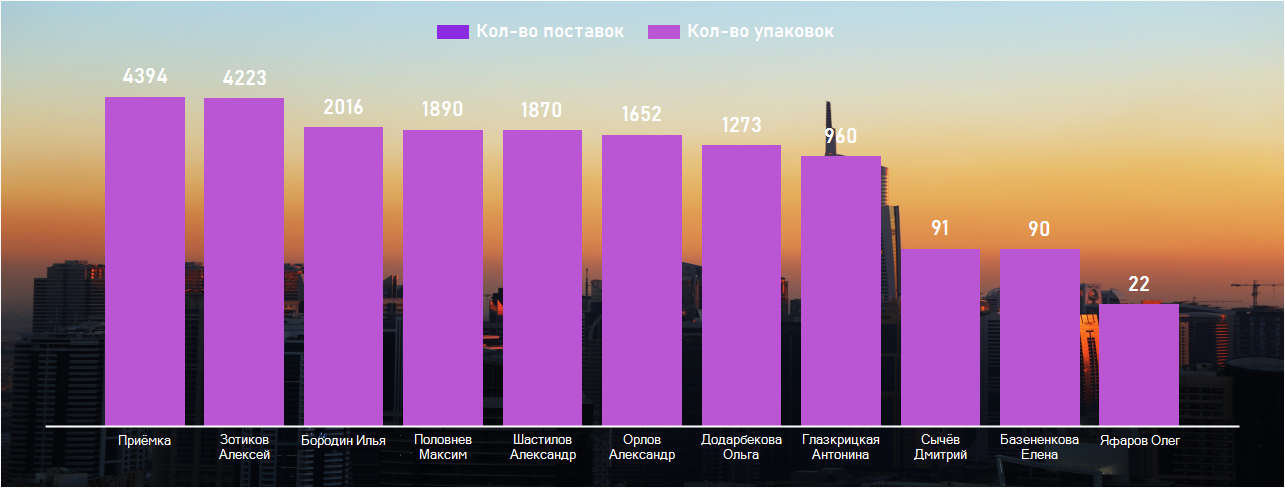 Кол-во поставок Кол-во упаковок
4394 4223 2016 1890 1870 1652 1273 960 91 90 22
Приёмка
Зотиков
Алексей
Бородин Илья
Половнев
Максим
Шастилов
Александр
Орлов
Александр
Додарбекова
Ольга
Глазкрицкая
Антонина
Сычёв
Дмитрий
Базененкова
Елена
Яфаров Олег